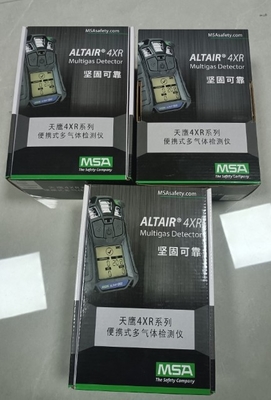 MSAsafety.com
ALTAIR® 4XR
Multigas Detector
坚固可靠
天鹰4XR系列
便携式多气体检测仪
MSA
The Safety Company
MSAsafety.com
ALTAIR® 4XR
Multigas Detector
坚固可靠
天鹰4XR系列
便携式多气体检测仪
MSA
The Safety Company
MSAsafety.com
ALTAIR® 4XR
Multigas Detector
坚固可靠
天鹰4XR系列
便携式多气体检测仪
MSA
The Safety Company